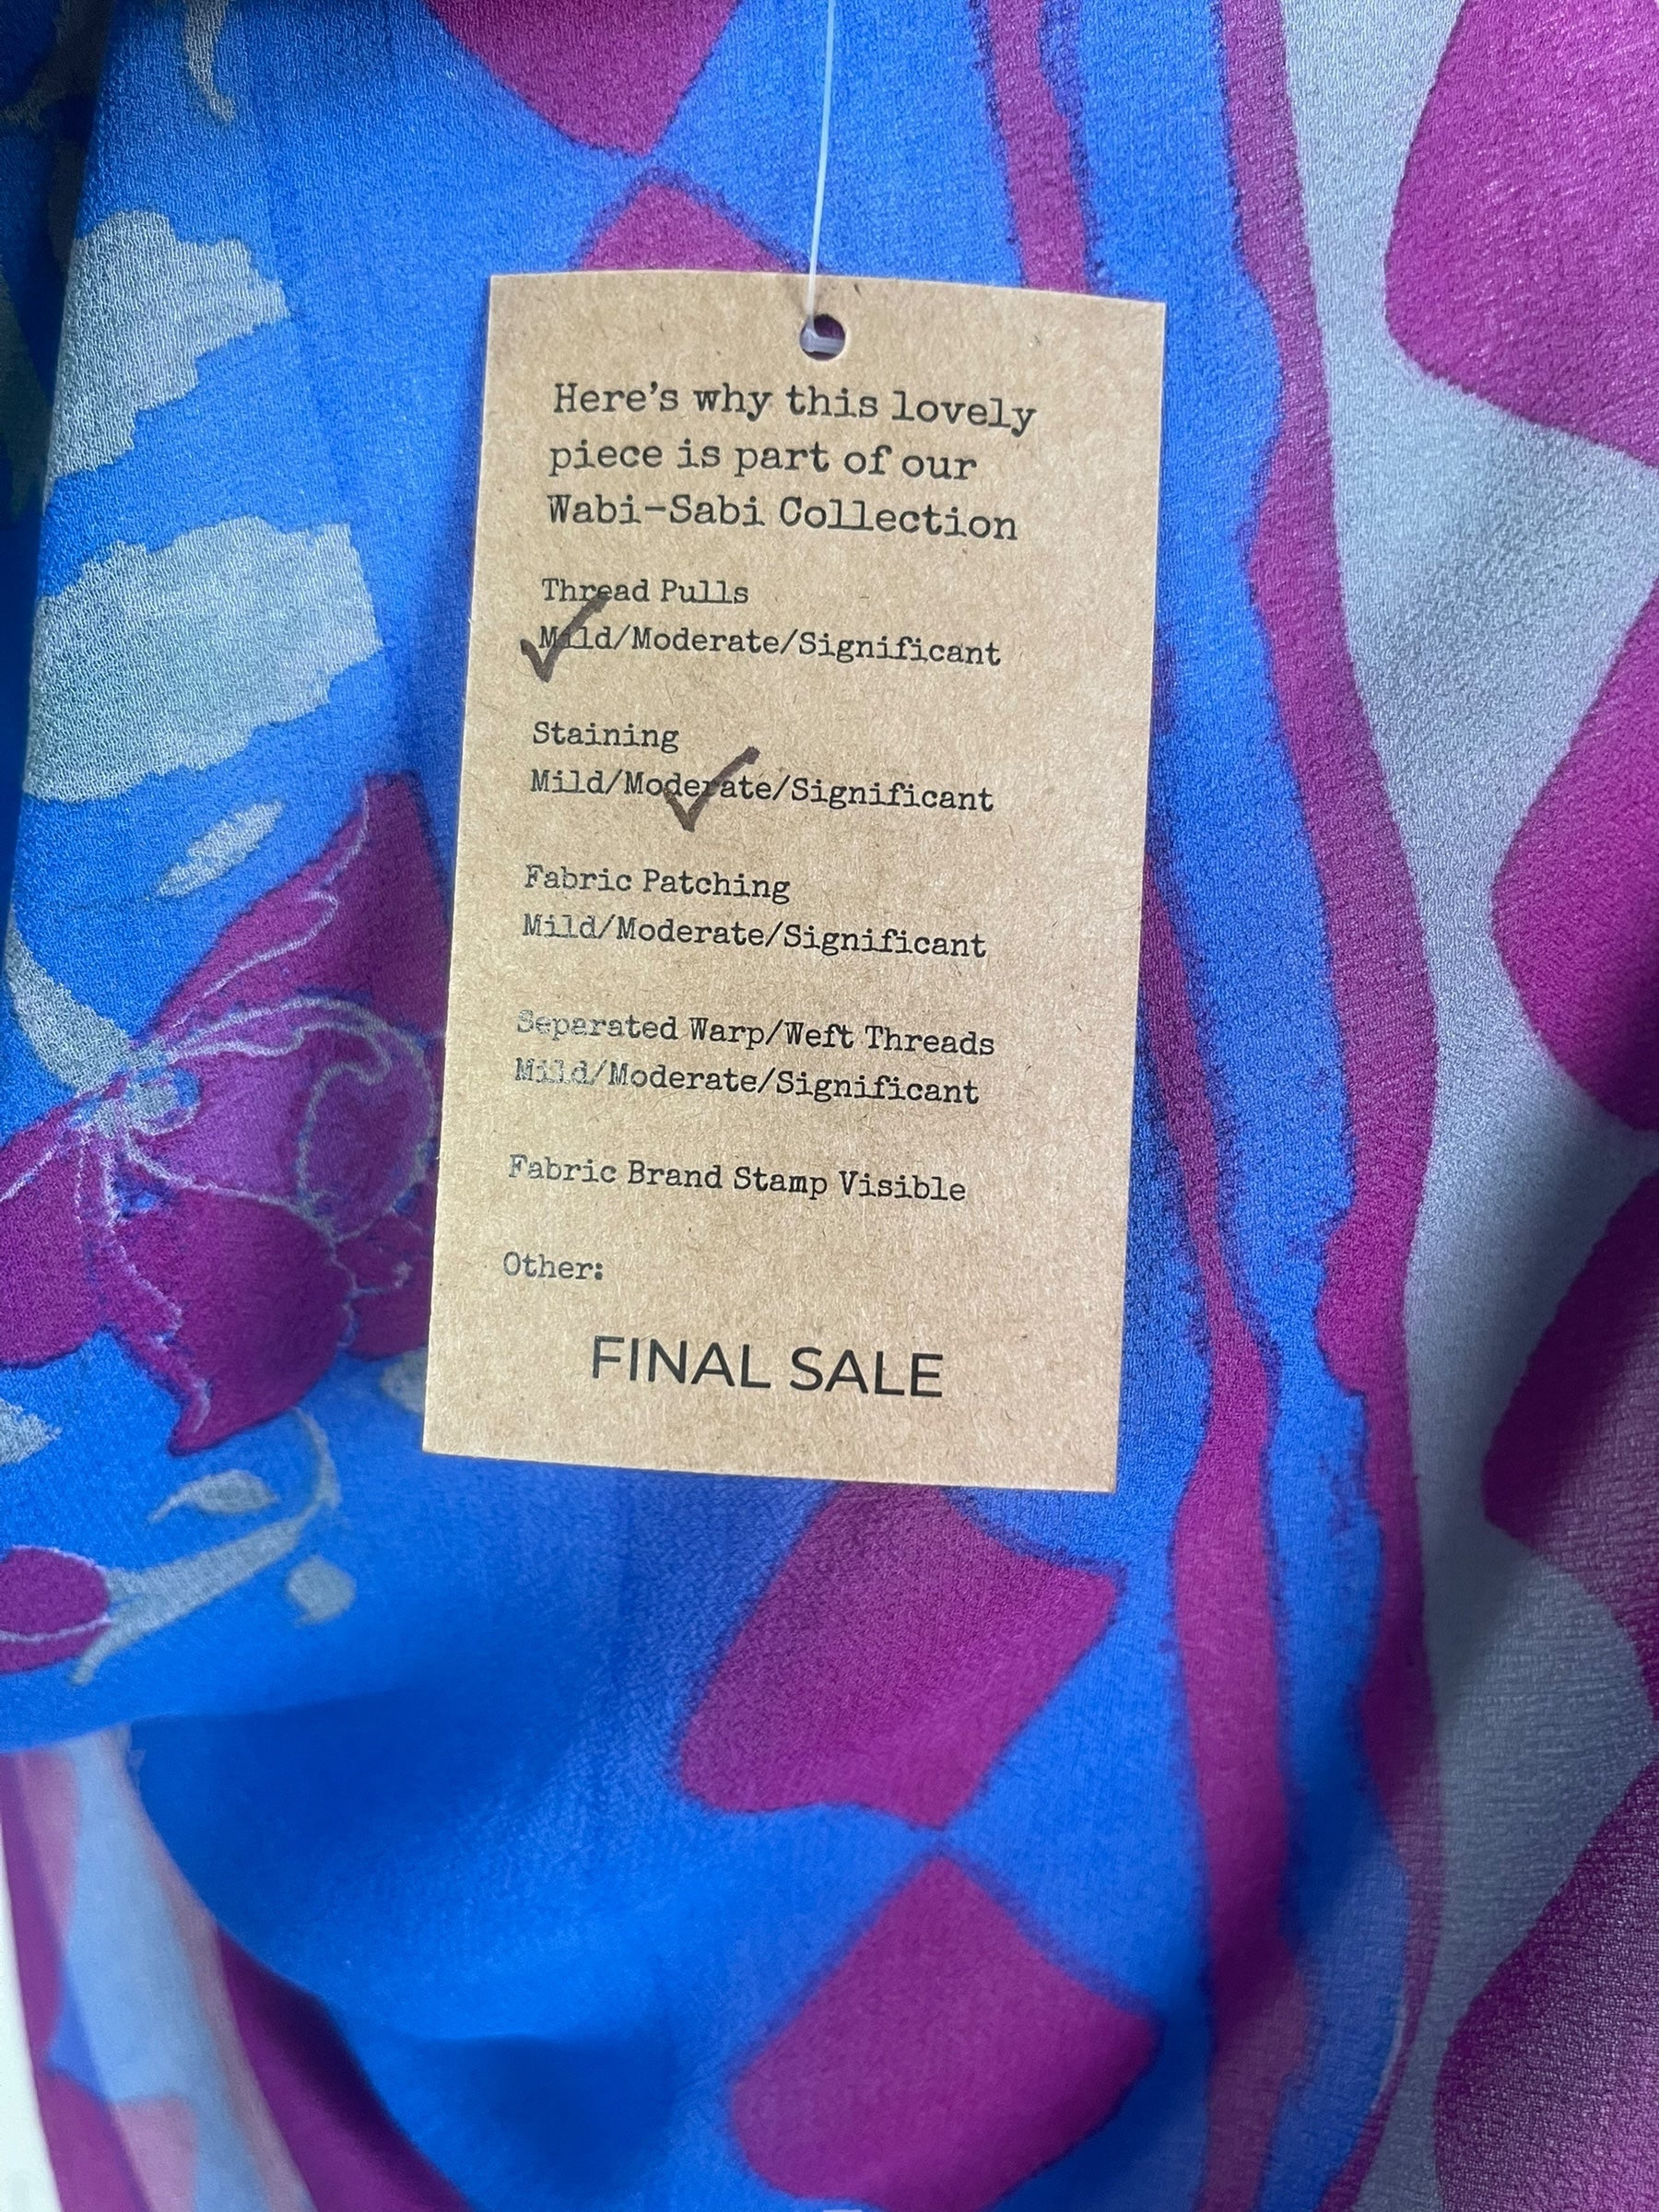 Here's why this lovely
piece is part of our
Wabi-Sabi Collection
Thread Pulls
Mild/Moderate/Significant
Staining
Mild/Moderate/Significant
Fabric Patching
Mild/Moderate/Significant
Separated Warp/Weft Threads
Mild/Moderate/Significant
Fabric Brand Stamp Visible
Other:
FINAL SALE